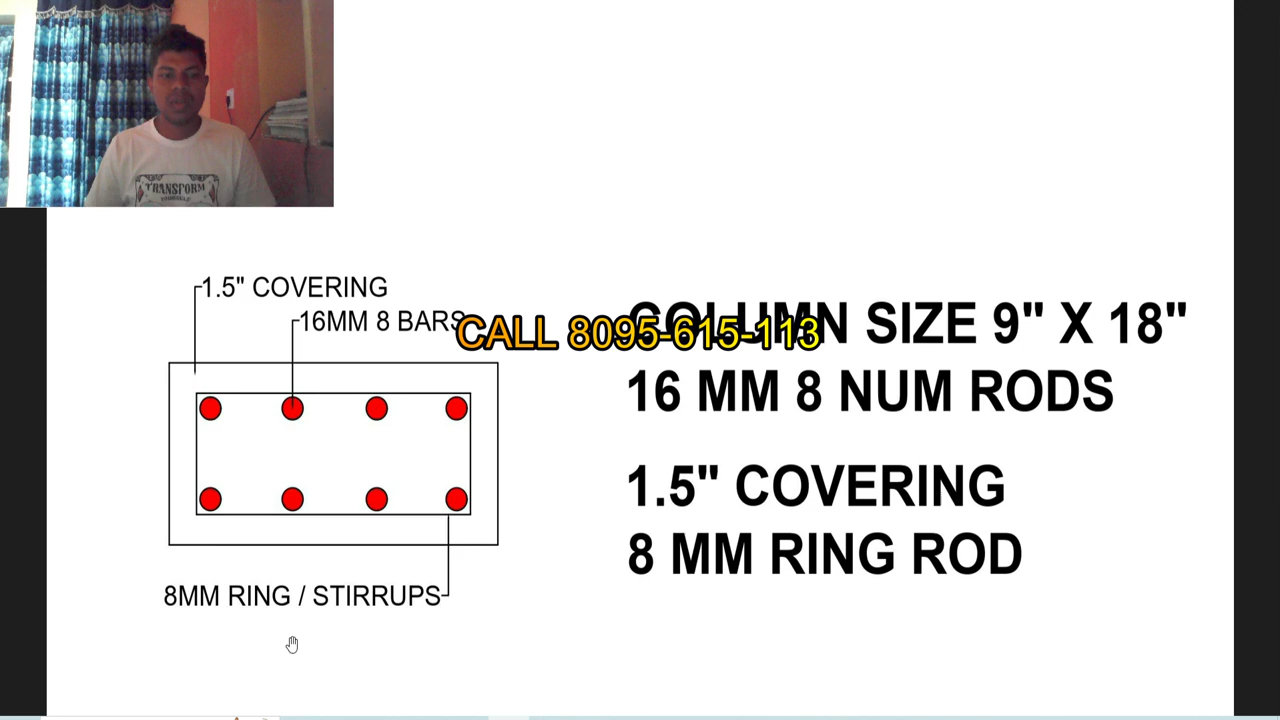 TRANSFORM
1.5" COVERING
16MM 8 BARS
CALL 8095-615-113
COLUMN SIZE 9" X 18"
16 MM 8 NUM RODS
1.5" COVERING
8 MM RING ROD
8MM RING / STIRRUPS